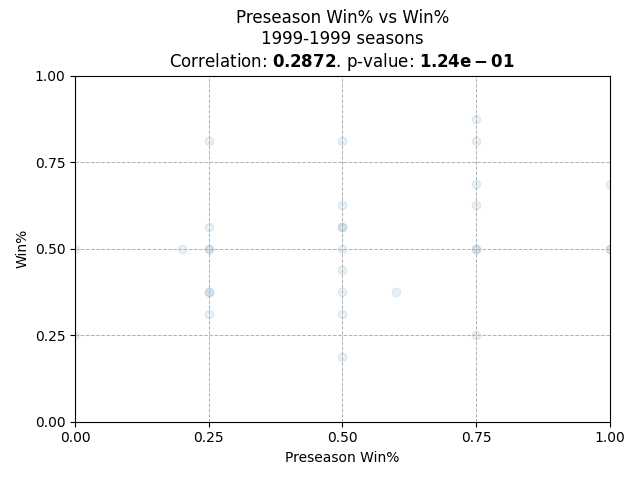 Preseason Win% vs Win%
1999-1999 seasons
Correlation: 0.2872. p-value: 1.24e − 01
1.00
0.75
0.50
0.25
0.00
Win%
0.00 0.25 0.50 0.75 1.00
Preseason Win%